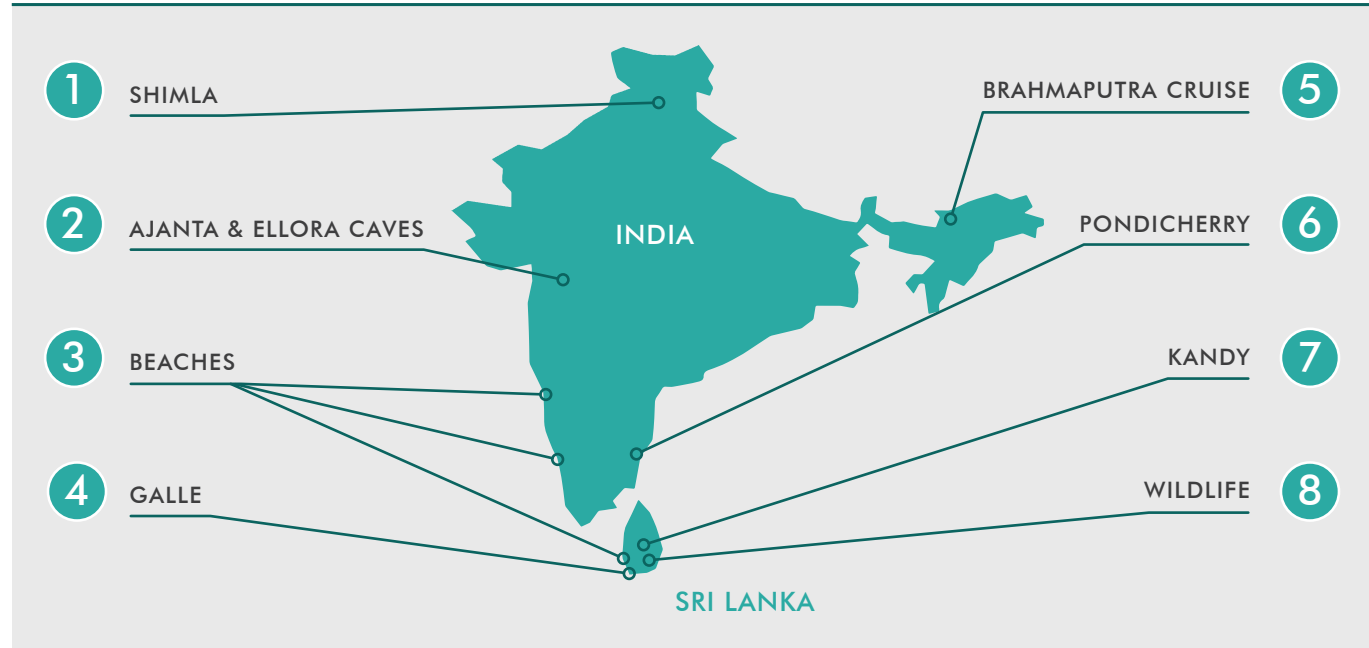 1
SHIMLA
2
AJANTA & ELLORA CAVES
3
BEACHES
4
GALLE
INDIA
SRI LANKA
BRAHMAPUTRA CRUISE
5
PONDICHERRY
6
KANDY
7
WILDLIFE
8